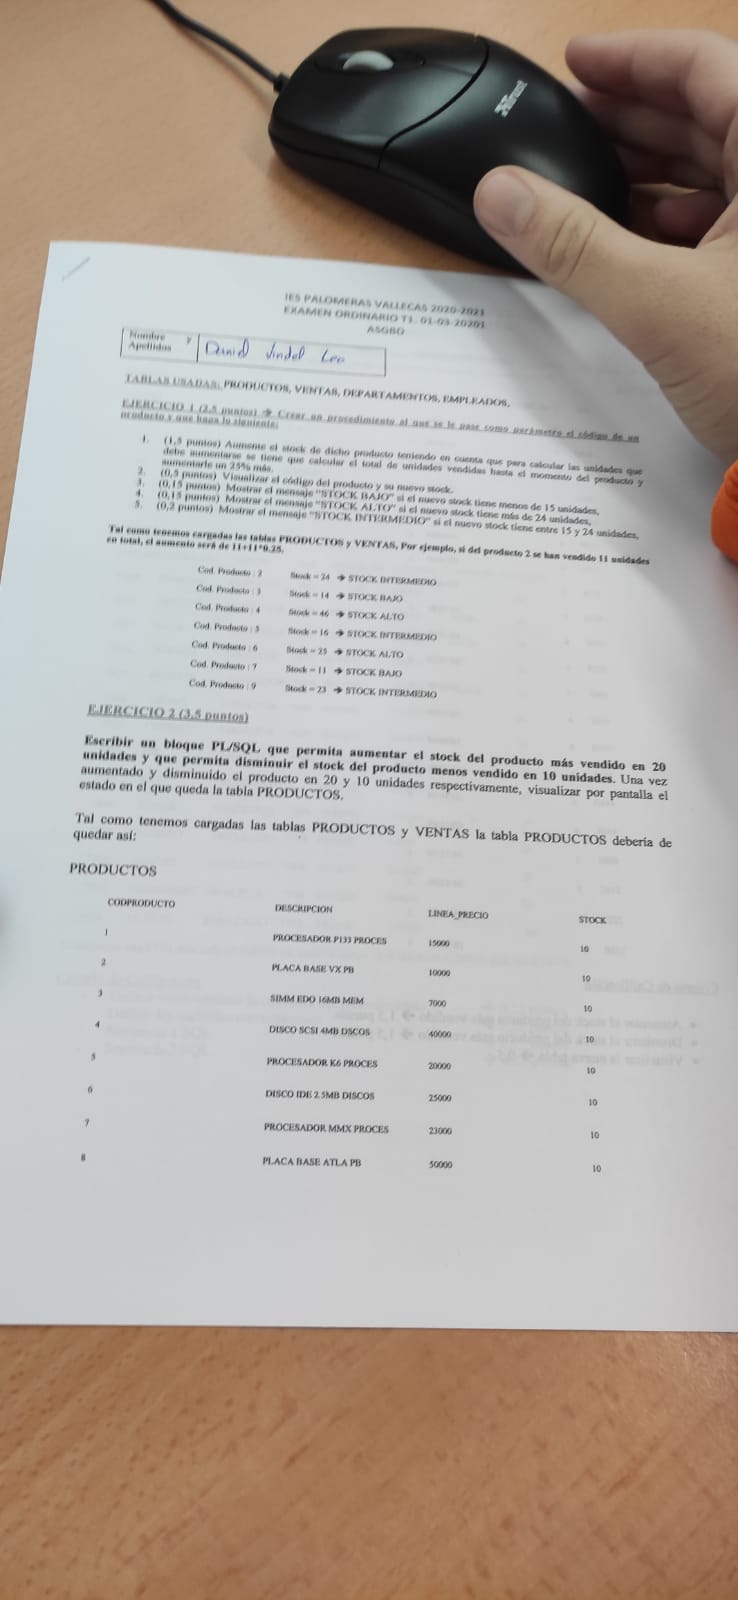 Trust
IES PALOMERAS VALLECAS 2020-2021
EXAMEN ORDINARIO T1. 01-03-20201
ASGBD
Nombre y
Apellidos
Daniel Jindel Leo
TABLAS USADAS: PRODUCTOS, VENTAS, DEPARTAMENTOS, EMPLEADOS.
EJERCICIO 1 (2,5 puntos) → Crear un procedimiento al que se le pase como parámetro el código de un
producto y que haga lo siguiente:
1. (1,5 puntos) Aumente el stock de dicho producto teniendo en cuenta que para calcular las unidades que
debe aumentarse se tiene que calcular el total de unidades vendidas hasta el momento del producto y
aumentarle un 25% más.
2. (0,5 puntos) Visualizar el código del producto y su nuevo stock.
3. (0,15 puntos) Mostrar el mensaje "STOCK BAJO" si el nuevo stock tiene menos de 15 unidades,
4. (0,15 puntos) Mostrar el mensaje "STOCK ALTO" si el nuevo stock tiene más de 24 unidades,
5. (0,2 puntos) Mostrar el mensaje "STOCK INTERMEDIO" si el nuevo stock tiene entre 15 y 24 unidades,
Tal como tenemos cargadas las tablas PRODUCTOS y VENTAS, Por ejemplo, si del producto 2 se han vendido 11 unidades
en total, el aumento será de 11+11*0.25.
Cod. Producto : 2 Stock = 24 → STOCK INTERMEDIO
Cod. Producto : 3 Stock = 14 → STOCK BAJO
Cod. Producto : 4 Stock = 46 → STOCK ALTO
Cod. Producto : 5 Stock = 16 → STOCK INTERMEDIO
Cod. Producto : 6 Stock = 25 → STOCK ALTO
Cod. Producto : 7 Stock = 11 → STOCK BAJO
Cod. Producto : 9 Stock = 23 → STOCK INTERMEDIO
EJERCICIO 2 (3,5 puntos)
Escribir un bloque PL/SQL que permita aumentar el stock del producto más vendido en 20
unidades y que permita disminuir el stock del producto menos vendido en 10 unidades. Una vez
aumentado y disminuido el producto en 20 y 10 unidades respectivamente, visualizar por pantalla el
estado en el que queda la tabla PRODUCTOS.
Tal como tenemos cargadas las tablas PRODUCTOS y VENTAS la tabla PRODUCTOS debería de
quedar así:
PRODUCTOS
CODPRODUCTO DESCRIPCION LINEA_PRECIO STOCK
1 PROCESADOR P133 PROCES 15000 10
2 PLACA BASE VX PB 10000 10
3 SIMM EDO 16MB MEM 7000 10
4 DISCO SCSI 4MB DSCOS 40000 10
5 PROCESADOR K6 PROCES 20000 10
6 DISCO IDE 2.5MB DISCOS 25000 10
7 PROCESADOR MMX PROCES 23000 10
8 PLACA BASE ATLA PB 50000 10